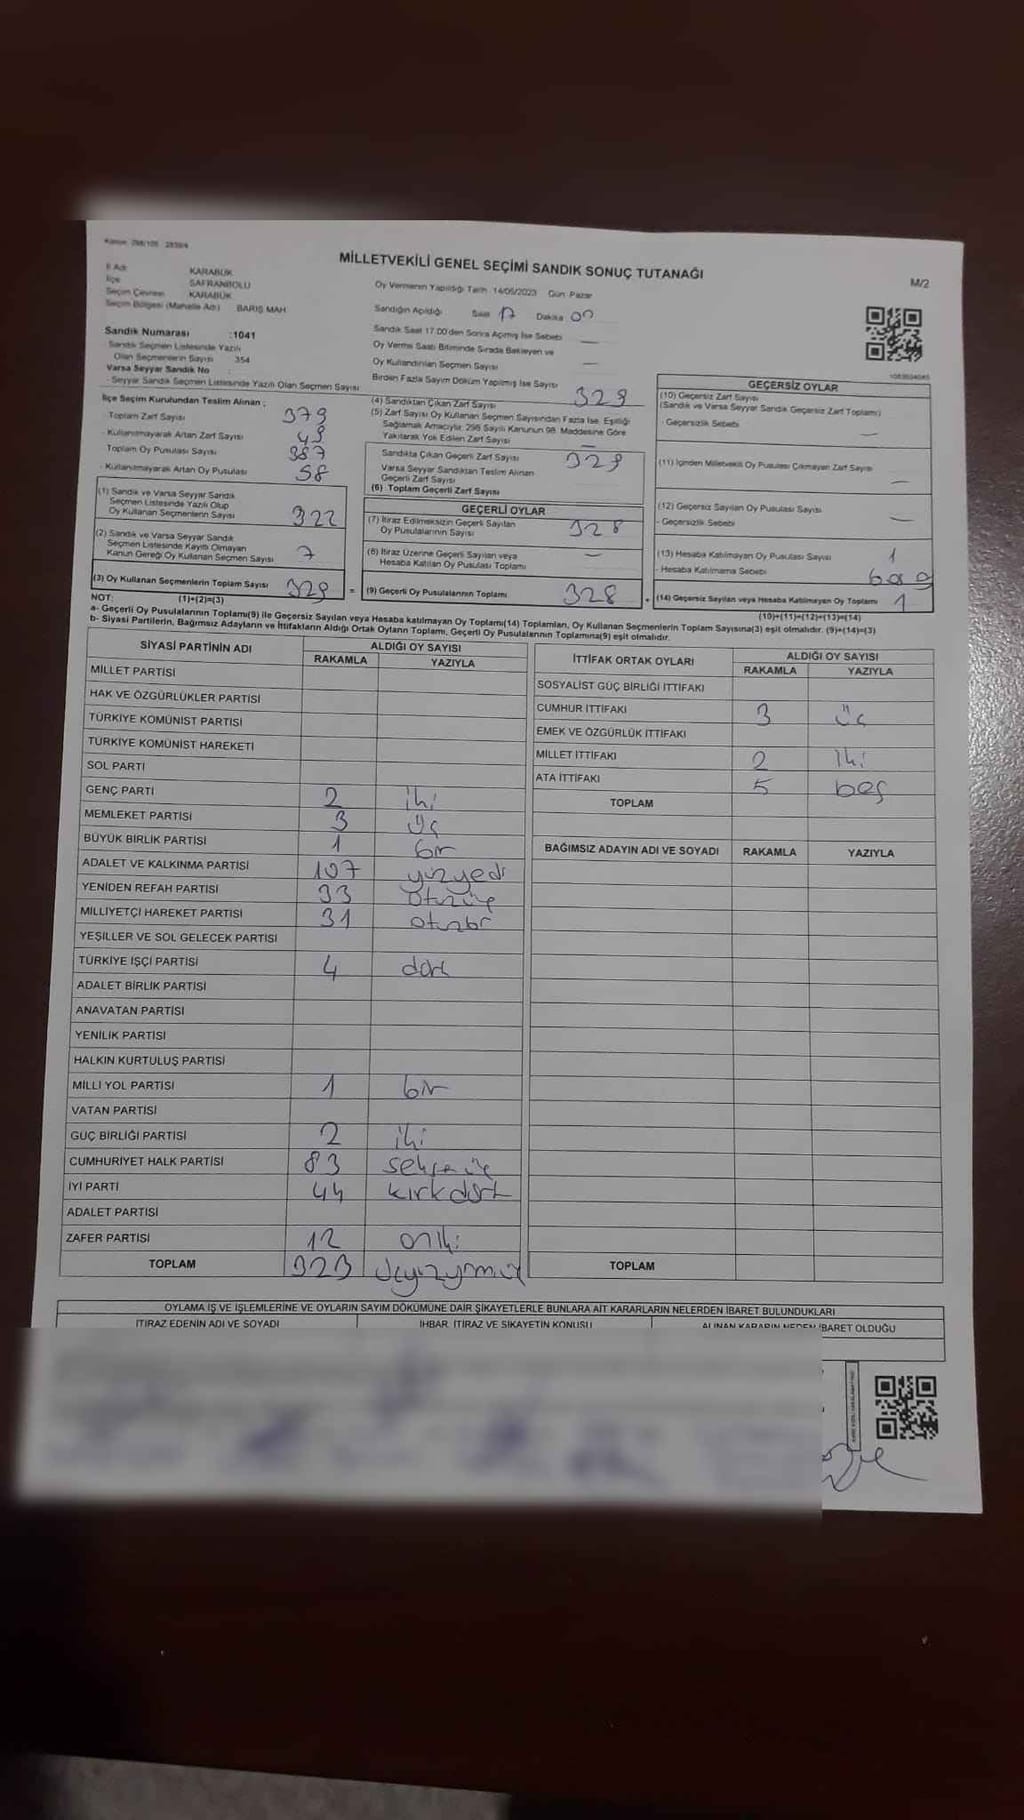 Kanun: 298/105 2839/4
MİLLETVEKİLİ GENEL SEÇİMİ SANDIK SONUÇ TUTANAĞI
M/2
İl Adı KARABÜK
İlçe SAFRANBOLU
Seçim Çevresi KARABÜK
Seçim Bölgesi (Mahalle Adı) BARIŞ MAH
Oy Vermenin Yapıldığı Tarih 14/05/2023 Gün Pazar
Sandığın Açıldığı Saat 17 Dakika 00
Sandık Saat 17.00'den Sonra Açılmış İse Sebebi —
Oy Verme Saati Bitiminde Sırada Bekleyen ve
Oy Kullandırılan Seçmen Sayısı —
Birden Fazla Sayım Döküm Yapılmış İse Sayısı
Sandık Numarası :1041
Sandık Seçmen Listesinde Yazılı
Olan Seçmenlerin Sayısı 354
Varsa Seyyar Sandık No
- Seyyar Sandık Seçmen Listesinde Yazılı Olan Seçmen Sayısı:
İlçe Seçim Kurulundan Teslim Alınan ;
Toplam Zarf Sayısı 379
- Kullanılmayarak Artan Zarf Sayısı 49
Toplam Oy Pusulası Sayısı 387
- Kullanılmayarak Artan Oy Pusulası 58
(1) Sandık ve Varsa Seyyar Sandık
Seçmen Listesinde Yazılı Olup
Oy Kullanan Seçmenlerin Sayısı 322
(2) Sandık ve Varsa Seyyar Sandık
Seçmen Listesinde Kayıtlı Olmayan
Kanun Gereği Oy Kullanan Seçmen Sayısı 7
(3) Oy Kullanan Seçmenlerin Toplam Sayısı 329 =
(4) Sandıktan Çıkan Zarf Sayısı 329
(5) Zarf Sayısı Oy Kullanan Seçmen Sayısından Fazla İse, Eşitliği
Sağlamak Amacıyla; 298 Sayılı Kanunun 98. Maddesine Göre
Yakılarak Yok Edilen Zarf Sayısı —
Sandıkta Çıkan Geçerli Zarf Sayısı 329
Varsa Seyyar Sandıktan Teslim Alınan
Geçerli Zarf Sayısı
(6) Toplam Geçerli Zarf Sayısı
GEÇERLİ OYLAR
(7) İtiraz Edilmeksizin Geçerli Sayılan
Oy Pusulalarının Sayısı 328
(8) İtiraz Üzerine Geçerli Sayılan veya
Hesaba Katılan Oy Pusulası Toplamı —
(9) Geçerli Oy Pusulalarının Toplamı 328 +
GEÇERSİZ OYLAR
(10) Geçersiz Zarf Sayısı
(Sandık ve Varsa Seyyar Sandık Geçersiz Zarf Toplamı)
- Geçersizlik Sebebi —
(11) İçinden Milletvekili Oy Pusulası Çıkmayan Zarf Sayısı —
(12) Geçersiz Sayılan Oy Pusulası Sayısı —
- Geçersizlik Sebebi
(13) Hesaba Katılmayan Oy Pusulası Sayısı 1
- Hesaba Katılmama Sebebi
(14) Geçersiz Sayılan veya Hesaba Katılmayan Oy Toplamı 1
NOT: (1)+(2)=(3) (10)+(11)+(12)+(13)=(14)
a- Geçerli Oy Pusulalarının Toplamı(9) ile Geçersiz Sayılan veya Hesaba katılmayan Oy Toplamı(14) Toplamları, Oy Kullanan Seçmenlerin Toplam Sayısına(3) eşit olmalıdır. (9)+(14)=(3)
b- Siyasi Partilerin, Bağımsız Adayların ve İttifakların Aldığı Ortak Oyların Toplamı, Geçerli Oy Pusulalarının Toplamına(9) eşit olmalıdır.
SİYASİ PARTİNİN ADI ALDIĞI OY SAYISI
RAKAMLA YAZIYLA
MİLLET PARTİSİ
HAK VE ÖZGÜRLÜKLER PARTİSİ
TÜRKİYE KOMÜNİST PARTİSİ
TÜRKİYE KOMÜNİST HAREKETİ
SOL PARTİ
GENÇ PARTİ 2 iki
MEMLEKET PARTİSİ 3 üç
BÜYÜK BİRLİK PARTİSİ 1 bir
ADALET VE KALKINMA PARTİSİ 107 yüzyedi
YENİDEN REFAH PARTİSİ 33 otuzüç
MİLLİYETÇİ HAREKET PARTİSİ 31 otuzbir
YEŞİLLER VE SOL GELECEK PARTİSİ
TÜRKİYE İŞÇİ PARTİSİ 4 dört
ADALET BİRLİK PARTİSİ
ANAVATAN PARTİSİ
YENİLİK PARTİSİ
HALKIN KURTULUŞ PARTİSİ
MİLLİ YOL PARTİSİ 1 bir
VATAN PARTİSİ
GÜÇ BİRLİĞİ PARTİSİ 2 iki
CUMHURİYET HALK PARTİSİ 83 seksenüç
İYİ PARTİ 44 kırkdört
ADALET PARTİSİ
ZAFER PARTİSİ 12 oniki
TOPLAM 323
İTTİFAK ORTAK OYLARI ALDIĞI OY SAYISI
RAKAMLA YAZIYLA
SOSYALİST GÜÇ BİRLİĞİ İTTİFAKI
CUMHUR İTTİFAKI 3 üç
EMEK VE ÖZGÜRLÜK İTTİFAKI
MİLLET İTTİFAKI 2 iki
ATA İTTİFAKI 5 beş
TOPLAM
BAĞIMSIZ ADAYIN ADI VE SOYADI RAKAMLA YAZIYLA
TOPLAM
OYLAMA İŞ VE İŞLEMLERİNE VE OYLARIN SAYIM DÖKÜMÜNE DAİR ŞİKAYETLERLE BUNLARA AİT KARARLARIN NELERDEN İBARET BULUNDUKLARI
İTİRAZ EDENİN ADI VE SOYADI İHBAR, İTİRAZ VE ŞİKAYETİN KONUSU ALINAN KARARIN NEDEN İBARET OLDUĞU